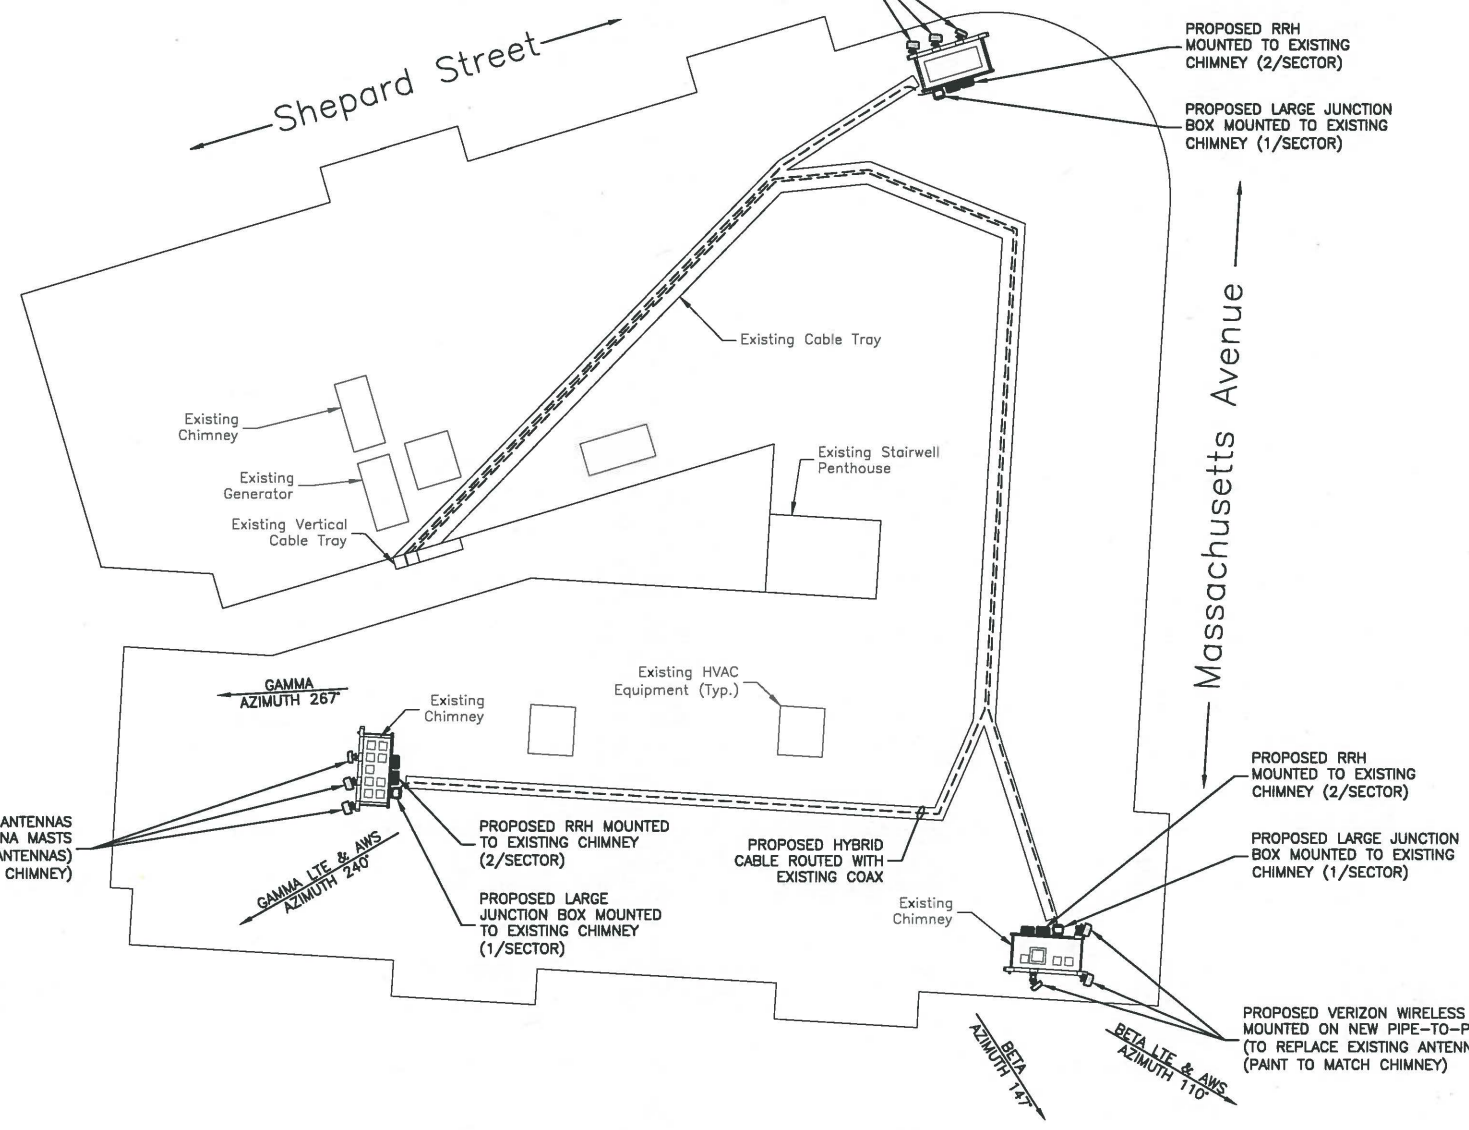 Shepard Street
PROPOSED RRH
MOUNTED TO EXISTING
CHIMNEY (2/SECTOR)
PROPOSED LARGE JUNCTION
BOX MOUNTED TO EXISTING
CHIMNEY (1/SECTOR)
Massachusetts Avenue
Existing Cable Tray
Existing
Chimney
Existing
Generator
Existing Vertical
Cable Tray
Existing Stairwell
Penthouse
GAMMA
AZIMUTH 267°
Existing
Chimney
Existing HVAC
Equipment (Typ.)
ANTENNAS
NA MASTS
ANTENNAS)
CHIMNEY)
GAMMA LTE & AWS
AZIMUTH 240°
PROPOSED RRH MOUNTED
TO EXISTING CHIMNEY
(2/SECTOR)
PROPOSED LARGE
JUNCTION BOX MOUNTED
TO EXISTING CHIMNEY
(1/SECTOR)
PROPOSED HYBRID
CABLE ROUTED WITH
EXISTING COAX
Existing
Chimney
PROPOSED RRH
MOUNTED TO EXISTING
CHIMNEY (2/SECTOR)
PROPOSED LARGE JUNCTION
BOX MOUNTED TO EXISTING
CHIMNEY (1/SECTOR)
PROPOSED VERIZON WIRELESS
MOUNTED ON NEW PIPE-TO-P
(TO REPLACE EXISTING ANTENN
(PAINT TO MATCH CHIMNEY)
BETA
AZIMUTH 147°
BETA LTE & AWS
AZIMUTH 110°